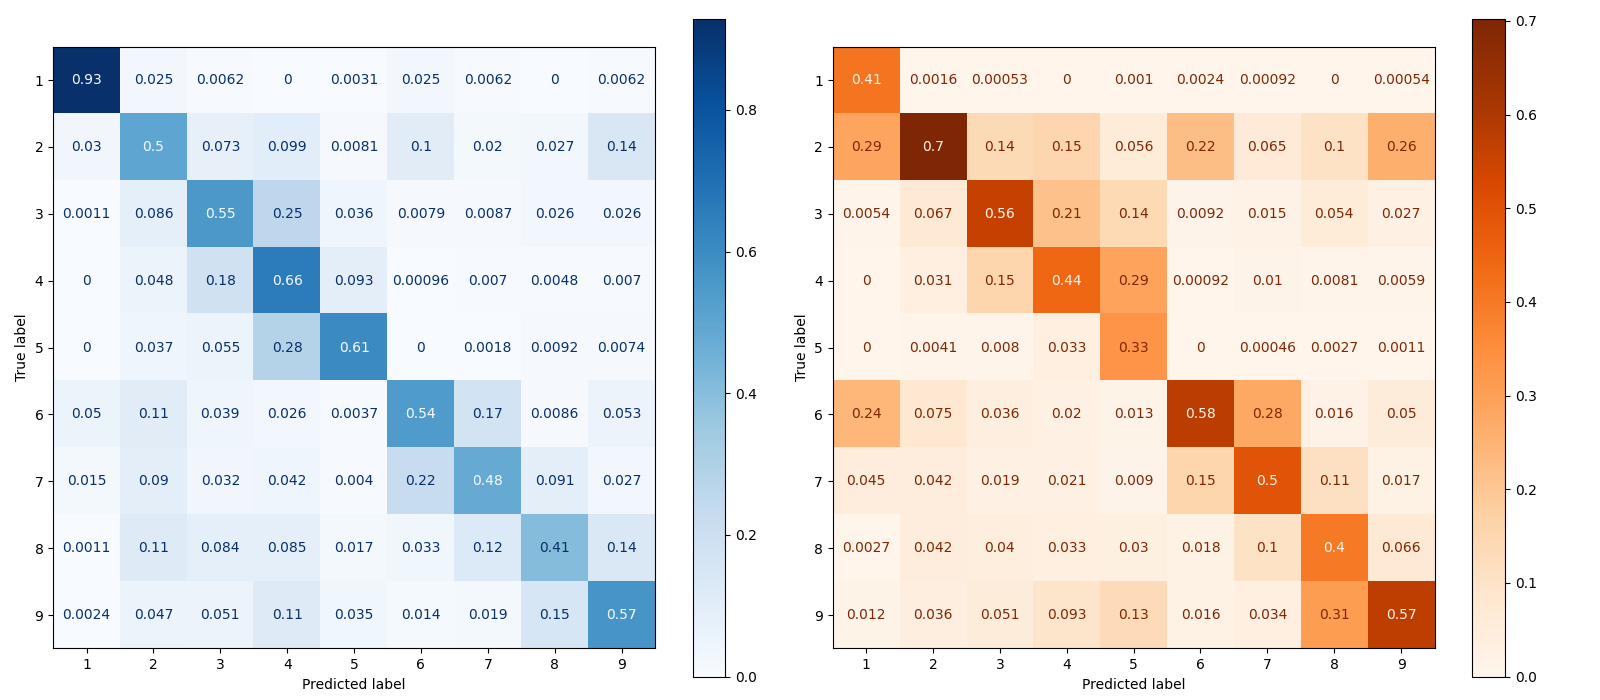 1 0.93 0.025 0.0062 0 0.0031 0.025 0.0062 0 0.0062
2 0.03 0.5 0.073 0.099 0.0081 0.1 0.02 0.027 0.14
3 0.0011 0.086 0.55 0.25 0.036 0.0079 0.0087 0.026 0.026
4 0 0.048 0.18 0.66 0.093 0.00096 0.007 0.0048 0.007
5 0 0.037 0.055 0.28 0.61 0 0.0018 0.0092 0.0074
6 0.05 0.11 0.039 0.026 0.0037 0.54 0.17 0.0086 0.053
7 0.015 0.09 0.032 0.042 0.004 0.22 0.48 0.091 0.027
8 0.0011 0.11 0.084 0.085 0.017 0.033 0.12 0.41 0.14
9 0.0024 0.047 0.051 0.11 0.035 0.014 0.019 0.15 0.57
1 2 3 4 5 6 7 8 9
Predicted label
True label
0.8
0.6
0.4
0.2
0.0
1 0.41 0.0016 0.00053 0 0.001 0.0024 0.00092 0 0.00054
2 0.29 0.7 0.14 0.15 0.056 0.22 0.065 0.1 0.26
3 0.0054 0.067 0.56 0.21 0.14 0.0092 0.015 0.054 0.027
4 0 0.031 0.15 0.44 0.29 0.00092 0.01 0.0081 0.0059
5 0 0.0041 0.008 0.033 0.33 0 0.00046 0.0027 0.0011
6 0.24 0.075 0.036 0.02 0.013 0.58 0.28 0.016 0.05
7 0.045 0.042 0.019 0.021 0.009 0.15 0.5 0.11 0.017
8 0.0027 0.042 0.04 0.033 0.03 0.018 0.1 0.4 0.066
9 0.012 0.036 0.051 0.093 0.13 0.016 0.034 0.31 0.57
1 2 3 4 5 6 7 8 9
Predicted label
True label
0.7
0.6
0.5
0.4
0.3
0.2
0.1
0.0